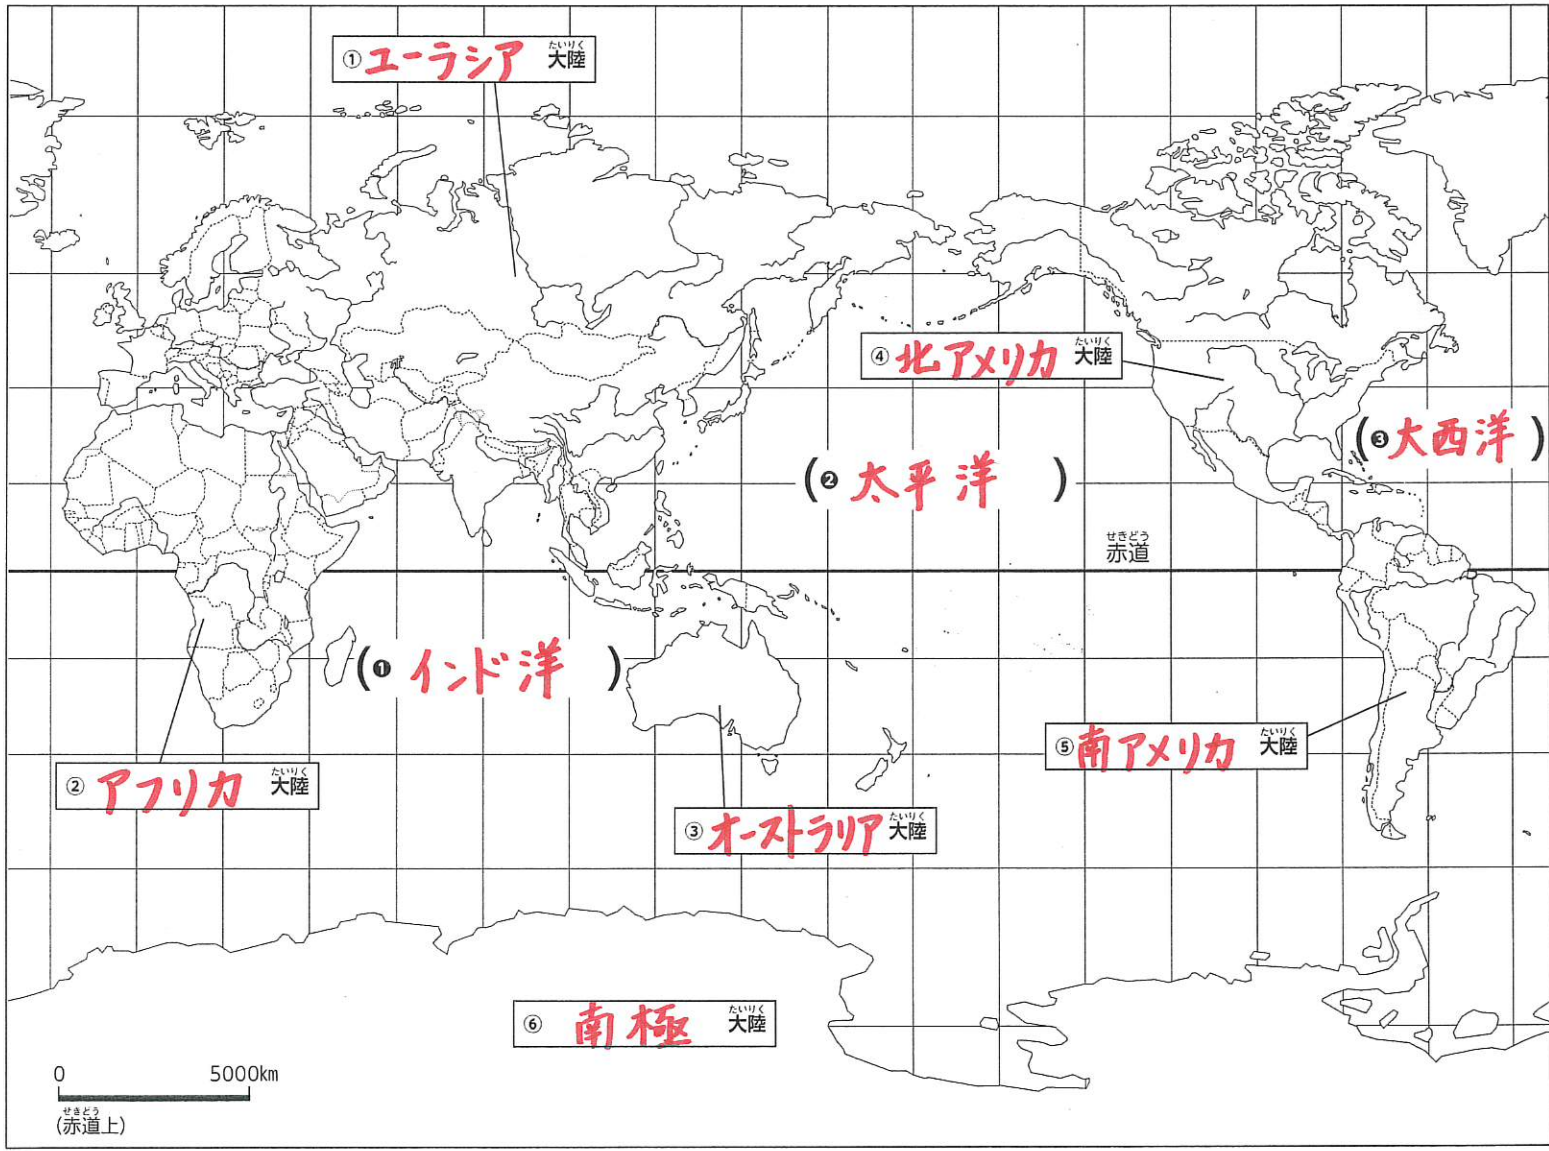 たいりく
① ユーラシア 大陸
たいりく
④ 北アメリカ 大陸
(❸ 大西洋)
(❷ 太平洋)
せきどう
赤道
(❶ インド洋)
たいりく
⑤ 南アメリカ 大陸
たいりく
② アフリカ 大陸
たいりく
③ オーストラリア 大陸
たいりく
⑥ 南極 大陸
0 5000km
せきどう
(赤道上)